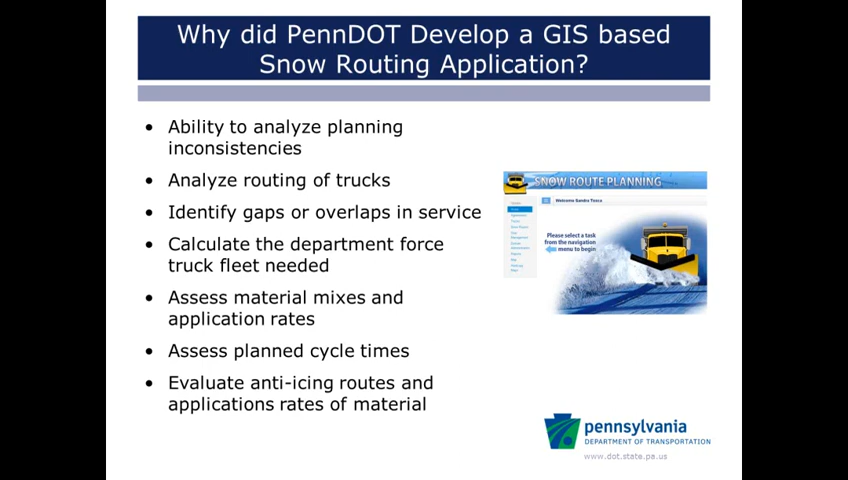 Why did PennDOT Develop a GIS based
Snow Routing Application?
• Ability to analyze planning
inconsistencies
• Analyze routing of trucks
• Identify gaps or overlaps in service
• Calculate the department force
truck fleet needed
• Assess material mixes and
application rates
• Assess planned cycle times
• Evaluate anti-icing routes and
applications rates of material
SNOW ROUTE PLANNING
Please select a task
from the navigation
menu to begin
pennsylvania
DEPARTMENT OF TRANSPORTATION
www.dot.state.pa.us